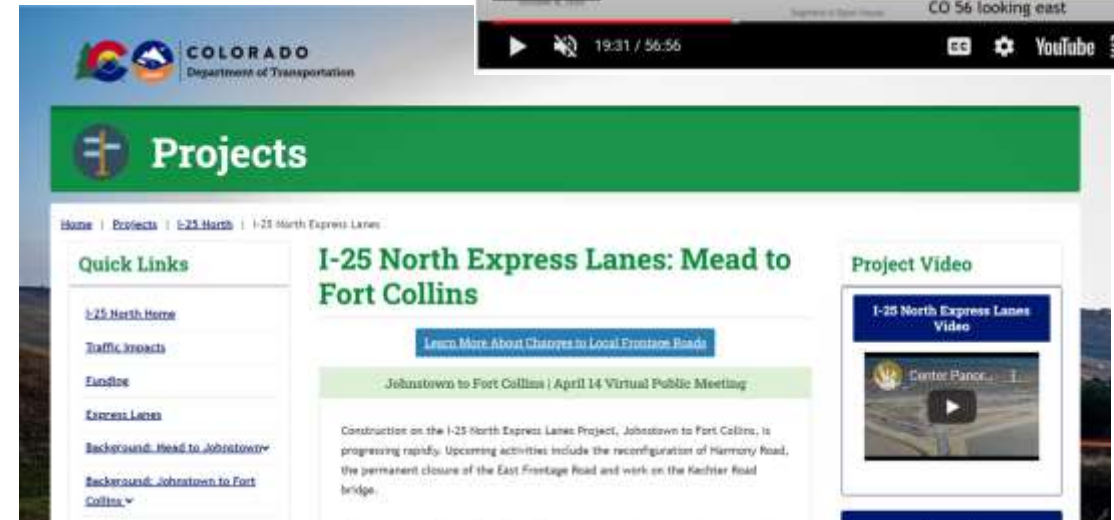 CO 56 looking east
19:31 / 56:56
CC
YouTube
COLORADO
Department of Transportation
Projects
Home | Projects | I-25 North | I-25 North Express Lanes
Quick Links
I-25 North Home
Traffic Impacts
Funding
Express Lanes
Background: Mead to Johnstown
Background: Johnstown to Fort
Collins
I-25 North Express Lanes: Mead to
Fort Collins
Learn More About Changes to Local Frontage Roads
Johnstown to Fort Collins | April 14 Virtual Public Meeting
Construction on the I-25 North Express Lanes Project, Johnstown to Fort Collins, is
progressing rapidly. Upcoming activities include the reconfiguration of Harmony Road,
the permanent closure of the East Frontage Road and work on the Kechter Road
bridge.
Project Video
I-25 North Express Lanes
Video
Center Panor...